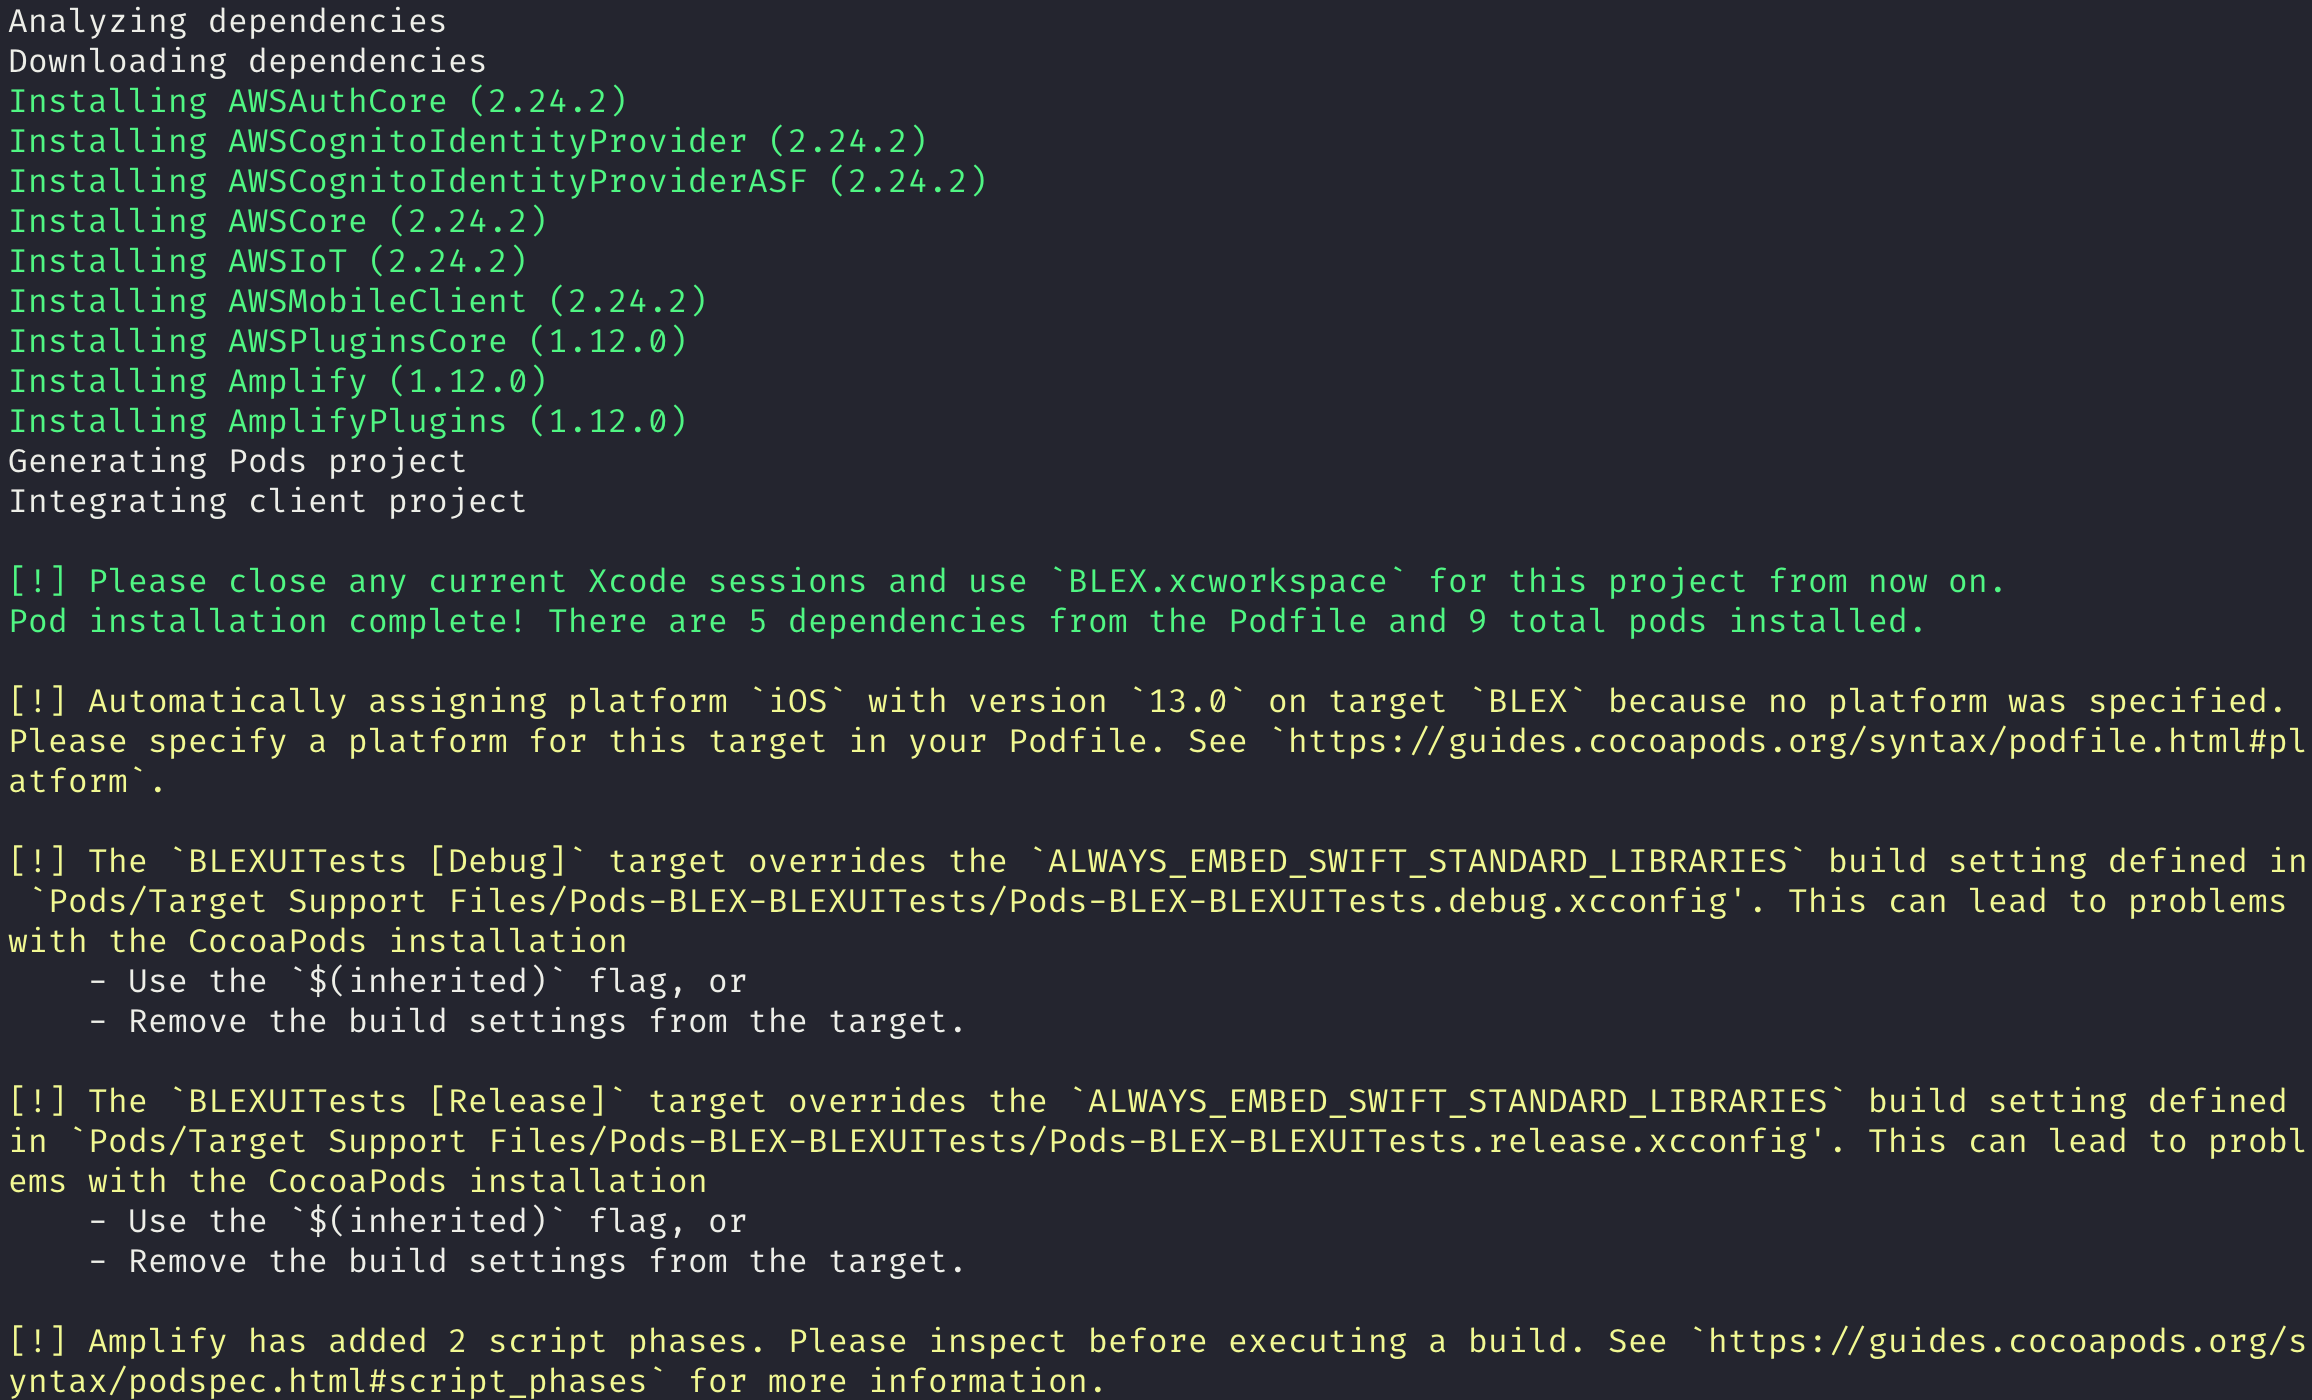 Analyzing dependencies
Downloading dependencies
Installing AWSAuthCore (2.24.2)
Installing AWSCognitoIdentityProvider (2.24.2)
Installing AWSCognitoIdentityProviderASF (2.24.2)
Installing AWSCore (2.24.2)
Installing AWSIoT (2.24.2)
Installing AWSMobileClient (2.24.2)
Installing AWSPluginsCore (1.12.0)
Installing Amplify (1.12.0)
Installing AmplifyPlugins (1.12.0)
Generating Pods project
Integrating client project

[!] Please close any current Xcode sessions and use `BLEX.xcworkspace` for this project from now on.
Pod installation complete! There are 5 dependencies from the Podfile and 9 total pods installed.

[!] Automatically assigning platform `iOS` with version `13.0` on target `BLEX` because no platform was specified.
Please specify a platform for this target in your Podfile. See `https://guides.cocoapods.org/syntax/podfile.html#pl
atform`.

[!] The `BLEXUITests [Debug]` target overrides the `ALWAYS_EMBED_SWIFT_STANDARD_LIBRARIES` build setting defined in
 `Pods/Target Support Files/Pods-BLEX-BLEXUITests/Pods-BLEX-BLEXUITests.debug.xcconfig'. This can lead to problems
with the CocoaPods installation
    - Use the `$(inherited)` flag, or
    - Remove the build settings from the target.

[!] The `BLEXUITests [Release]` target overrides the `ALWAYS_EMBED_SWIFT_STANDARD_LIBRARIES` build setting defined
in `Pods/Target Support Files/Pods-BLEX-BLEXUITests/Pods-BLEX-BLEXUITests.release.xcconfig'. This can lead to probl
ems with the CocoaPods installation
    - Use the `$(inherited)` flag, or
    - Remove the build settings from the target.

[!] Amplify has added 2 script phases. Please inspect before executing a build. See `https://guides.cocoapods.org/s
yntax/podspec.html#script_phases` for more information.